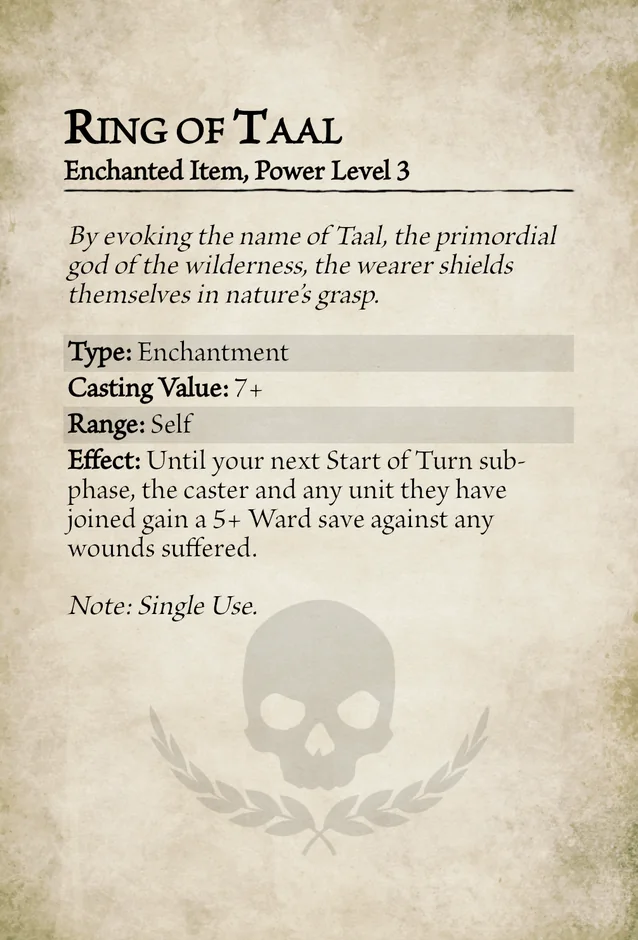 Ring of Taal
Enchanted Item, Power Level 3
By evoking the name of Taal, the primordial
god of the wilderness, the wearer shields
themselves in nature's grasp.
Type: Enchantment
Casting Value: 7+
Range: Self
Effect: Until your next Start of Turn sub-
phase, the caster and any unit they have
joined gain a 5+ Ward save against any
wounds suffered.
Note: Single Use.